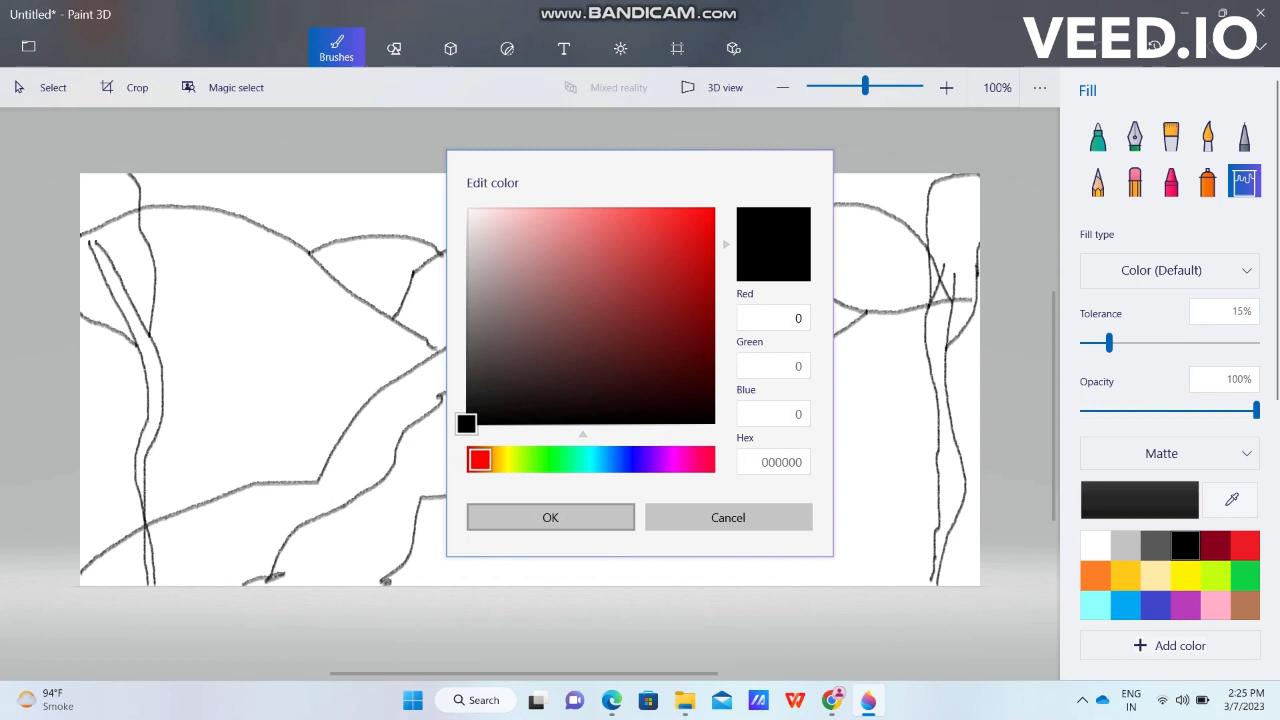 Untitled* - Paint 3D
www.BANDICAM.com
VEED.IO
Brushes
Select
Crop
Magic select
Mixed reality
3D view
100%
Fill
Edit color
Fill type
Color (Default)
Red
0
Tolerance
15%
Green
0
Opacity
100%
Blue
0
Hex
000000
Matte
OK
Cancel
Add color
94°F
Smoke
Search
ENG
IN
2:25 PM
3/7/2023